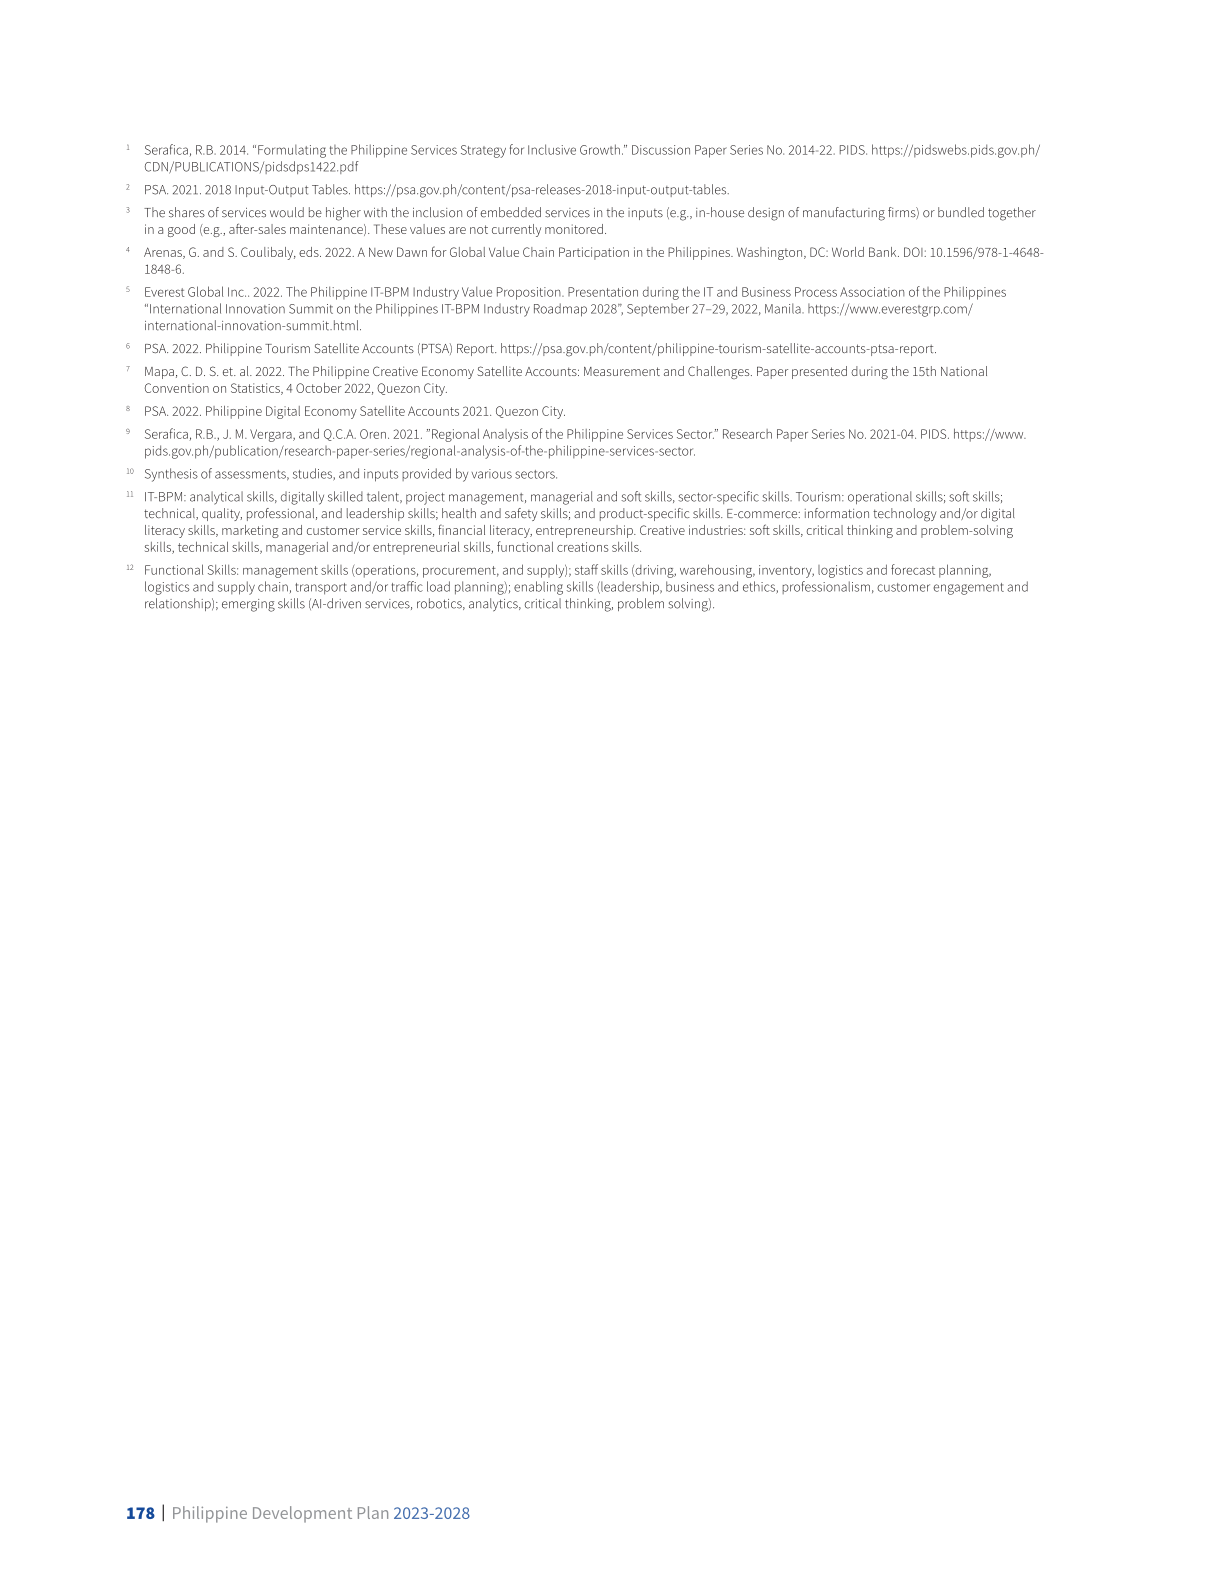 1 Serafica, R.B. 2014. “Formulating the Philippine Services Strategy for Inclusive Growth.” Discussion Paper Series No. 2014-22. PIDS. https://pidswebs.pids.gov.ph/
CDN/PUBLICATIONS/pidsdps1422.pdf
2 PSA. 2021. 2018 Input-Output Tables. https://psa.gov.ph/content/psa-releases-2018-input-output-tables.
3 The shares of services would be higher with the inclusion of embedded services in the inputs (e.g., in-house design of manufacturing firms) or bundled together
in a good (e.g., after-sales maintenance). These values are not currently monitored.
4 Arenas, G. and S. Coulibaly, eds. 2022. A New Dawn for Global Value Chain Participation in the Philippines. Washington, DC: World Bank. DOI: 10.1596/978-1-4648-
1848-6.
5 Everest Global Inc.. 2022. The Philippine IT-BPM Industry Value Proposition. Presentation during the IT and Business Process Association of the Philippines
“International Innovation Summit on the Philippines IT-BPM Industry Roadmap 2028”, September 27–29, 2022, Manila. https://www.everestgrp.com/
international-innovation-summit.html.
6 PSA. 2022. Philippine Tourism Satellite Accounts (PTSA) Report. https://psa.gov.ph/content/philippine-tourism-satellite-accounts-ptsa-report.
7 Mapa, C. D. S. et. al. 2022. The Philippine Creative Economy Satellite Accounts: Measurement and Challenges. Paper presented during the 15th National
Convention on Statistics, 4 October 2022, Quezon City.
8 PSA. 2022. Philippine Digital Economy Satellite Accounts 2021. Quezon City.
9 Serafica, R.B., J. M. Vergara, and Q.C.A. Oren. 2021. ”Regional Analysis of the Philippine Services Sector.” Research Paper Series No. 2021-04. PIDS. https://www.
pids.gov.ph/publication/research-paper-series/regional-analysis-of-the-philippine-services-sector.
10 Synthesis of assessments, studies, and inputs provided by various sectors.
11 IT-BPM: analytical skills, digitally skilled talent, project management, managerial and soft skills, sector-specific skills. Tourism: operational skills; soft skills;
technical, quality, professional, and leadership skills; health and safety skills; and product-specific skills. E-commerce: information technology and/or digital
literacy skills, marketing and customer service skills, financial literacy, entrepreneurship. Creative industries: soft skills, critical thinking and problem-solving
skills, technical skills, managerial and/or entrepreneurial skills, functional creations skills.
12 Functional Skills: management skills (operations, procurement, and supply); staff skills (driving, warehousing, inventory, logistics and forecast planning,
logistics and supply chain, transport and/or traffic load planning); enabling skills (leadership, business and ethics, professionalism, customer engagement and
relationship); emerging skills (AI-driven services, robotics, analytics, critical thinking, problem solving).
178 | Philippine Development Plan 2023-2028